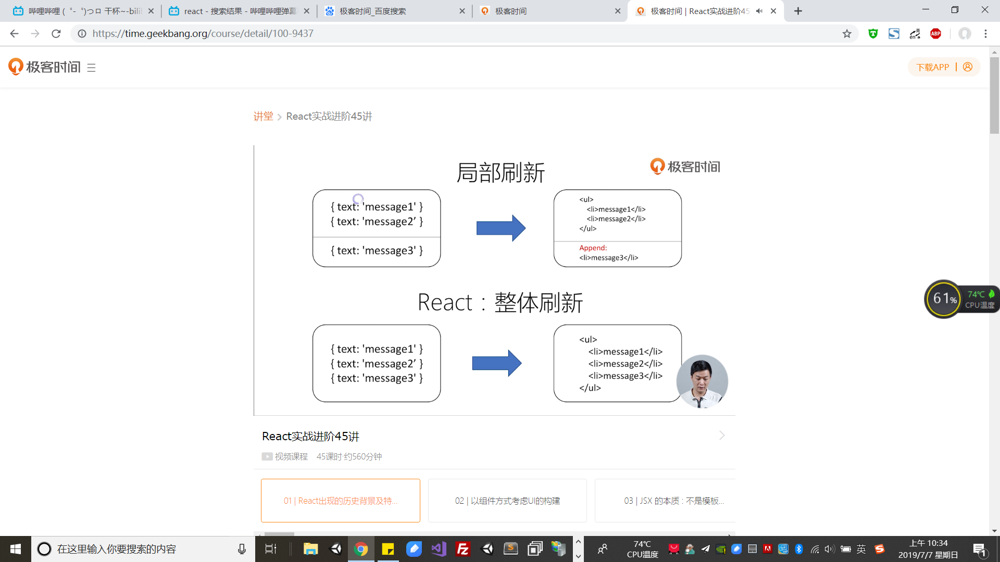 哔哩哔哩 (゜-゜)つロ 干杯~-bili
react - 搜索结果 - 哔哩哔哩弹幕
极客时间_百度搜索
极客时间
极客时间 | React实战进阶45
https://time.geekbang.org/course/detail/100-9437
极客时间
下载APP
讲堂 > React实战进阶45讲
局部刷新
极客时间
{ text: 'message1' }
{ text: 'message2’ }
{ text: 'message3' }
<ul>
<li>message1</li>
<li>message2</li>
</ul>
Append:
<li>message3</li>
React：整体刷新
{ text: 'message1' }
{ text: 'message2’ }
{ text: 'message3' }
<ul>
<li>message1</li>
<li>message2</li>
<li>message3</li>
</ul>
61%
74℃
CPU温度
React实战进阶45讲
视频课程 45课时·约560分钟
01 | React出现的历史背景及特...
02 | 以组件方式考虑UI的构建
03 | JSX 的本质 : 不是模板...
在这里输入你要搜索的内容
74℃
CPU温度
英
上午 10:34
2019/7/7 星期日
1